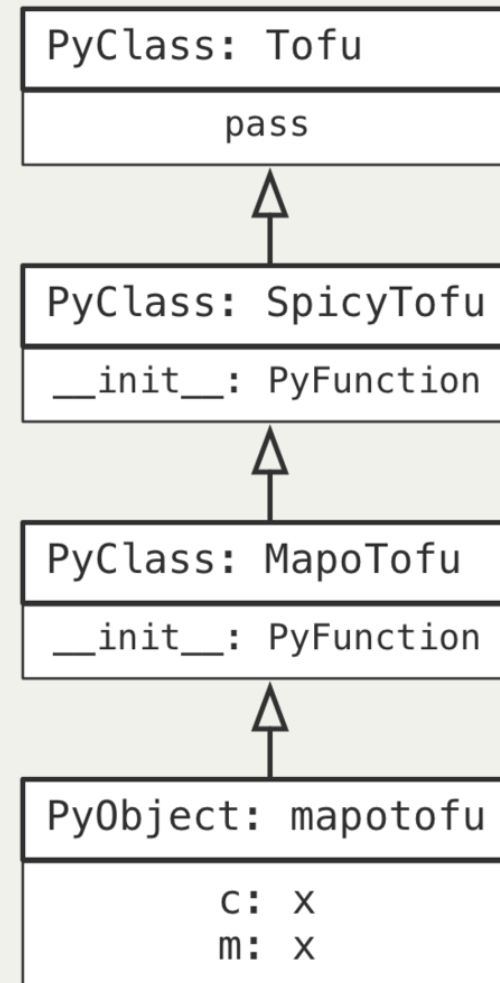 PyClass: Tofu
pass
PyClass: SpicyTofu
__init__: PyFunction
PyClass: MapoTofu
__init__: PyFunction
PyObject: mapotofu
c: x
m: x